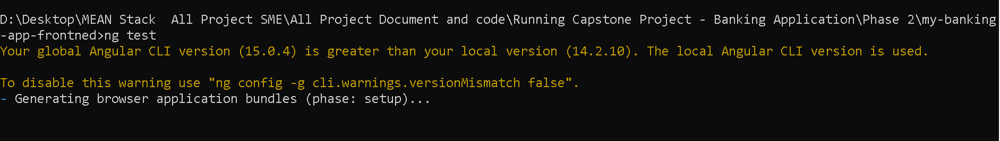 D:\Desktop\MEAN Stack  All Project SME\All Project Document and code\Running Capstone Project - Banking Application\Phase 2\my-banking
-app-frontned>ng test
Your global Angular CLI version (15.0.4) is greater than your local version (14.2.10). The local Angular CLI version is used.
To disable this warning use "ng config -g cli.warnings.versionMismatch false".
- Generating browser application bundles (phase: setup)...